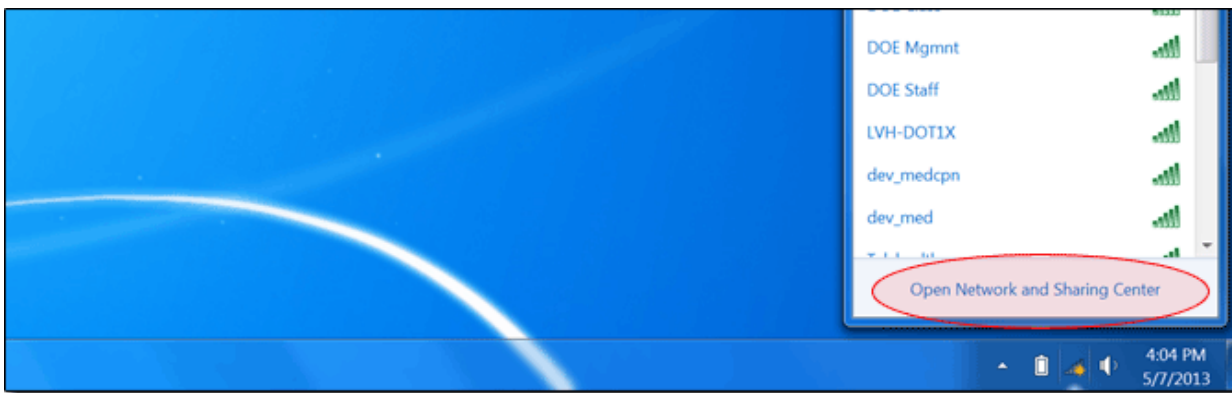 DOE Mgmnt
DOE Staff
LVH-DOT1X
dev_medcpn
dev_med
Open Network and Sharing Center
4:04 PM
5/7/2013